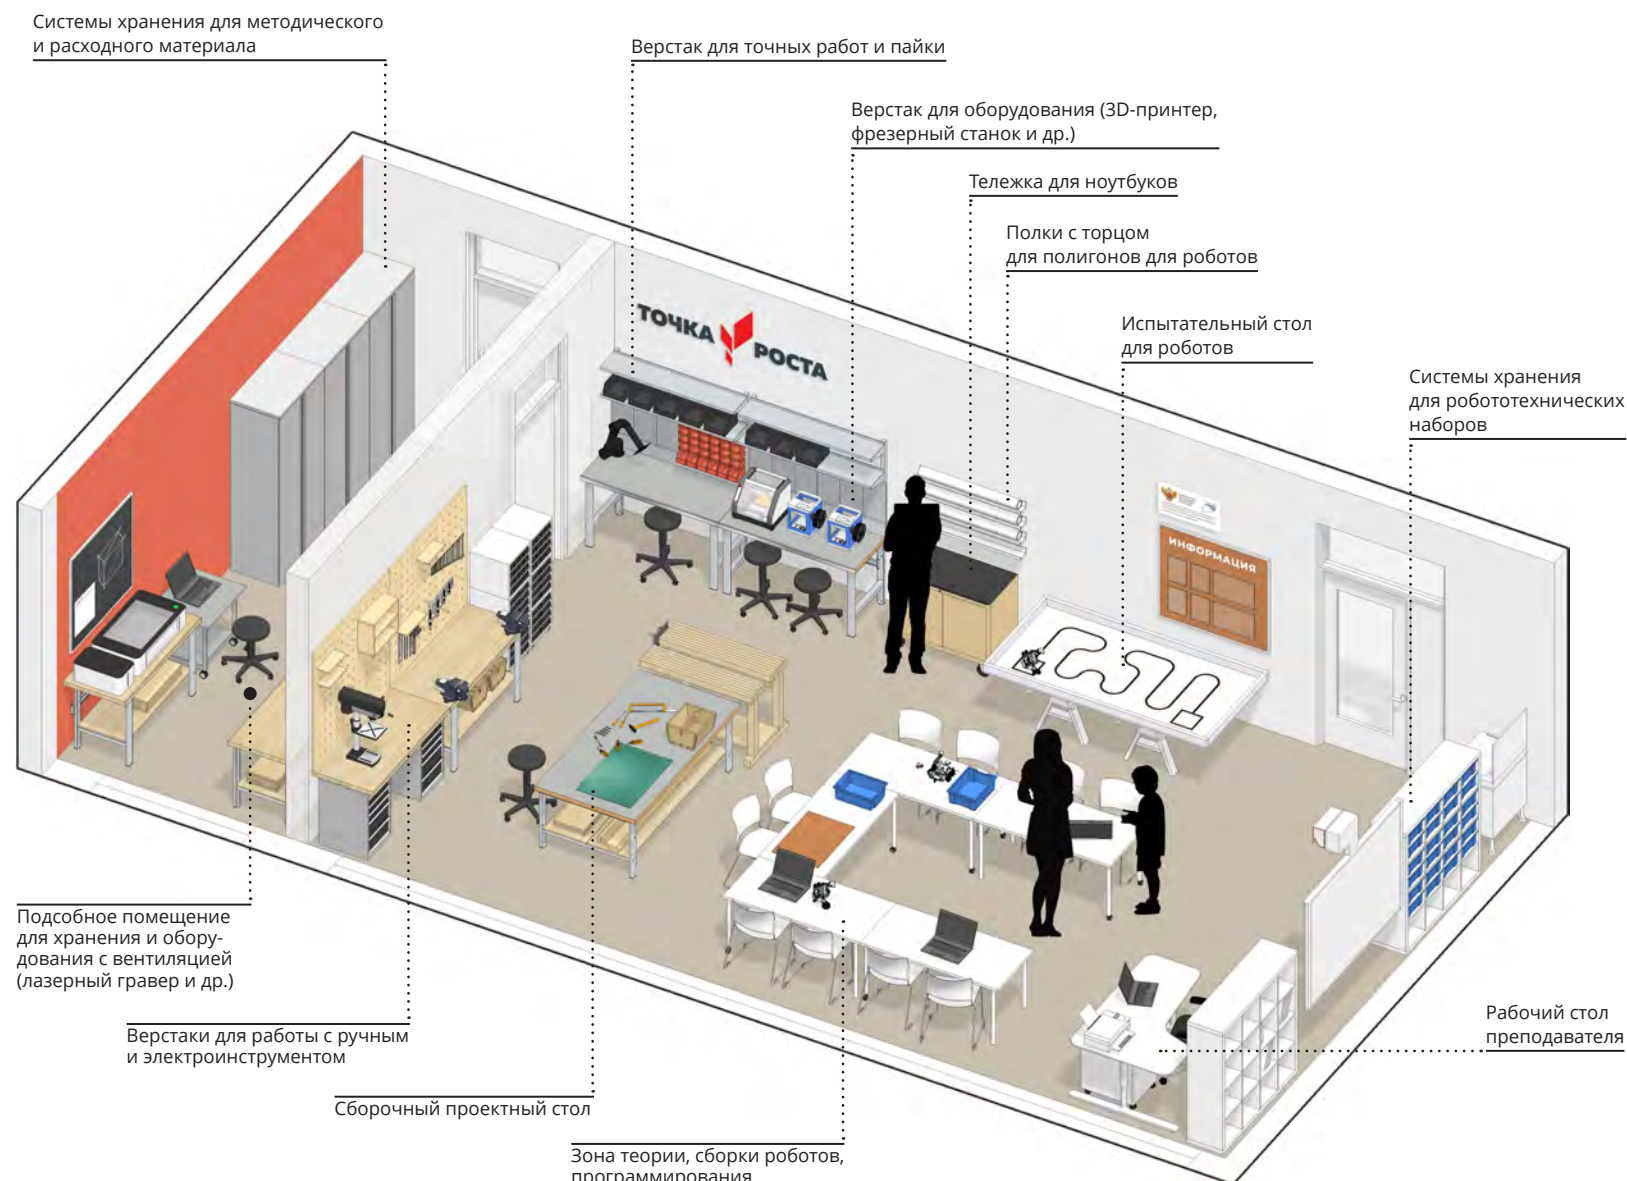 Системы хранения для методического
и расходного материала
Верстак для точных работ и пайки
Верстак для оборудования (3D-принтер,
фрезерный станок и др.)
Тележка для ноутбуков
Полки с торцом
для полигонов для роботов
Испытательный стол
для роботов
Системы хранения
для робототехнических
наборов
ТОЧКА
РОСТА
ИНФОРМАЦИЯ
Подсобное помещение
для хранения и обору-
дования с вентиляцией
(лазерный гравер и др.)
Верстаки для работы с ручным
и электроинструментом
Сборочный проектный стол
Зона теории, сборки роботов,
программирования
Рабочий стол
преподавателя